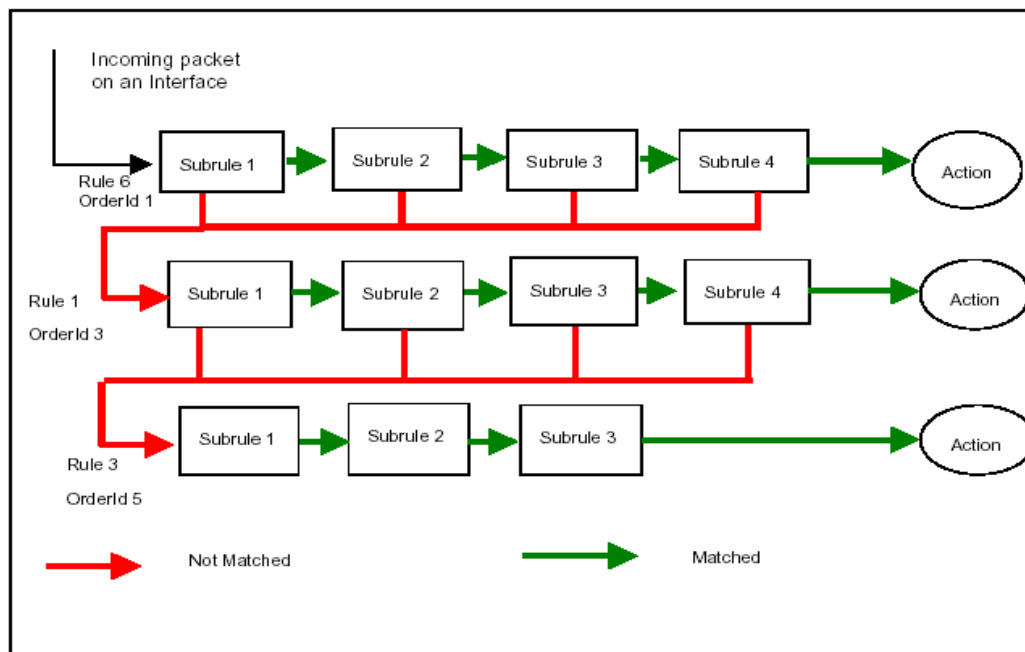 Incoming packet
on an Interface
Subrule 1
Subrule 2
Subrule 3
Subrule 4
Action
Rule 6
OrderId 1
Subrule 1
Subrule 2
Subrule 3
Subrule 4
Action
Rule 1
OrderId 3
Subrule 1
Subrule 2
Subrule 3
Action
Rule 3
OrderId 5
Not Matched
Matched